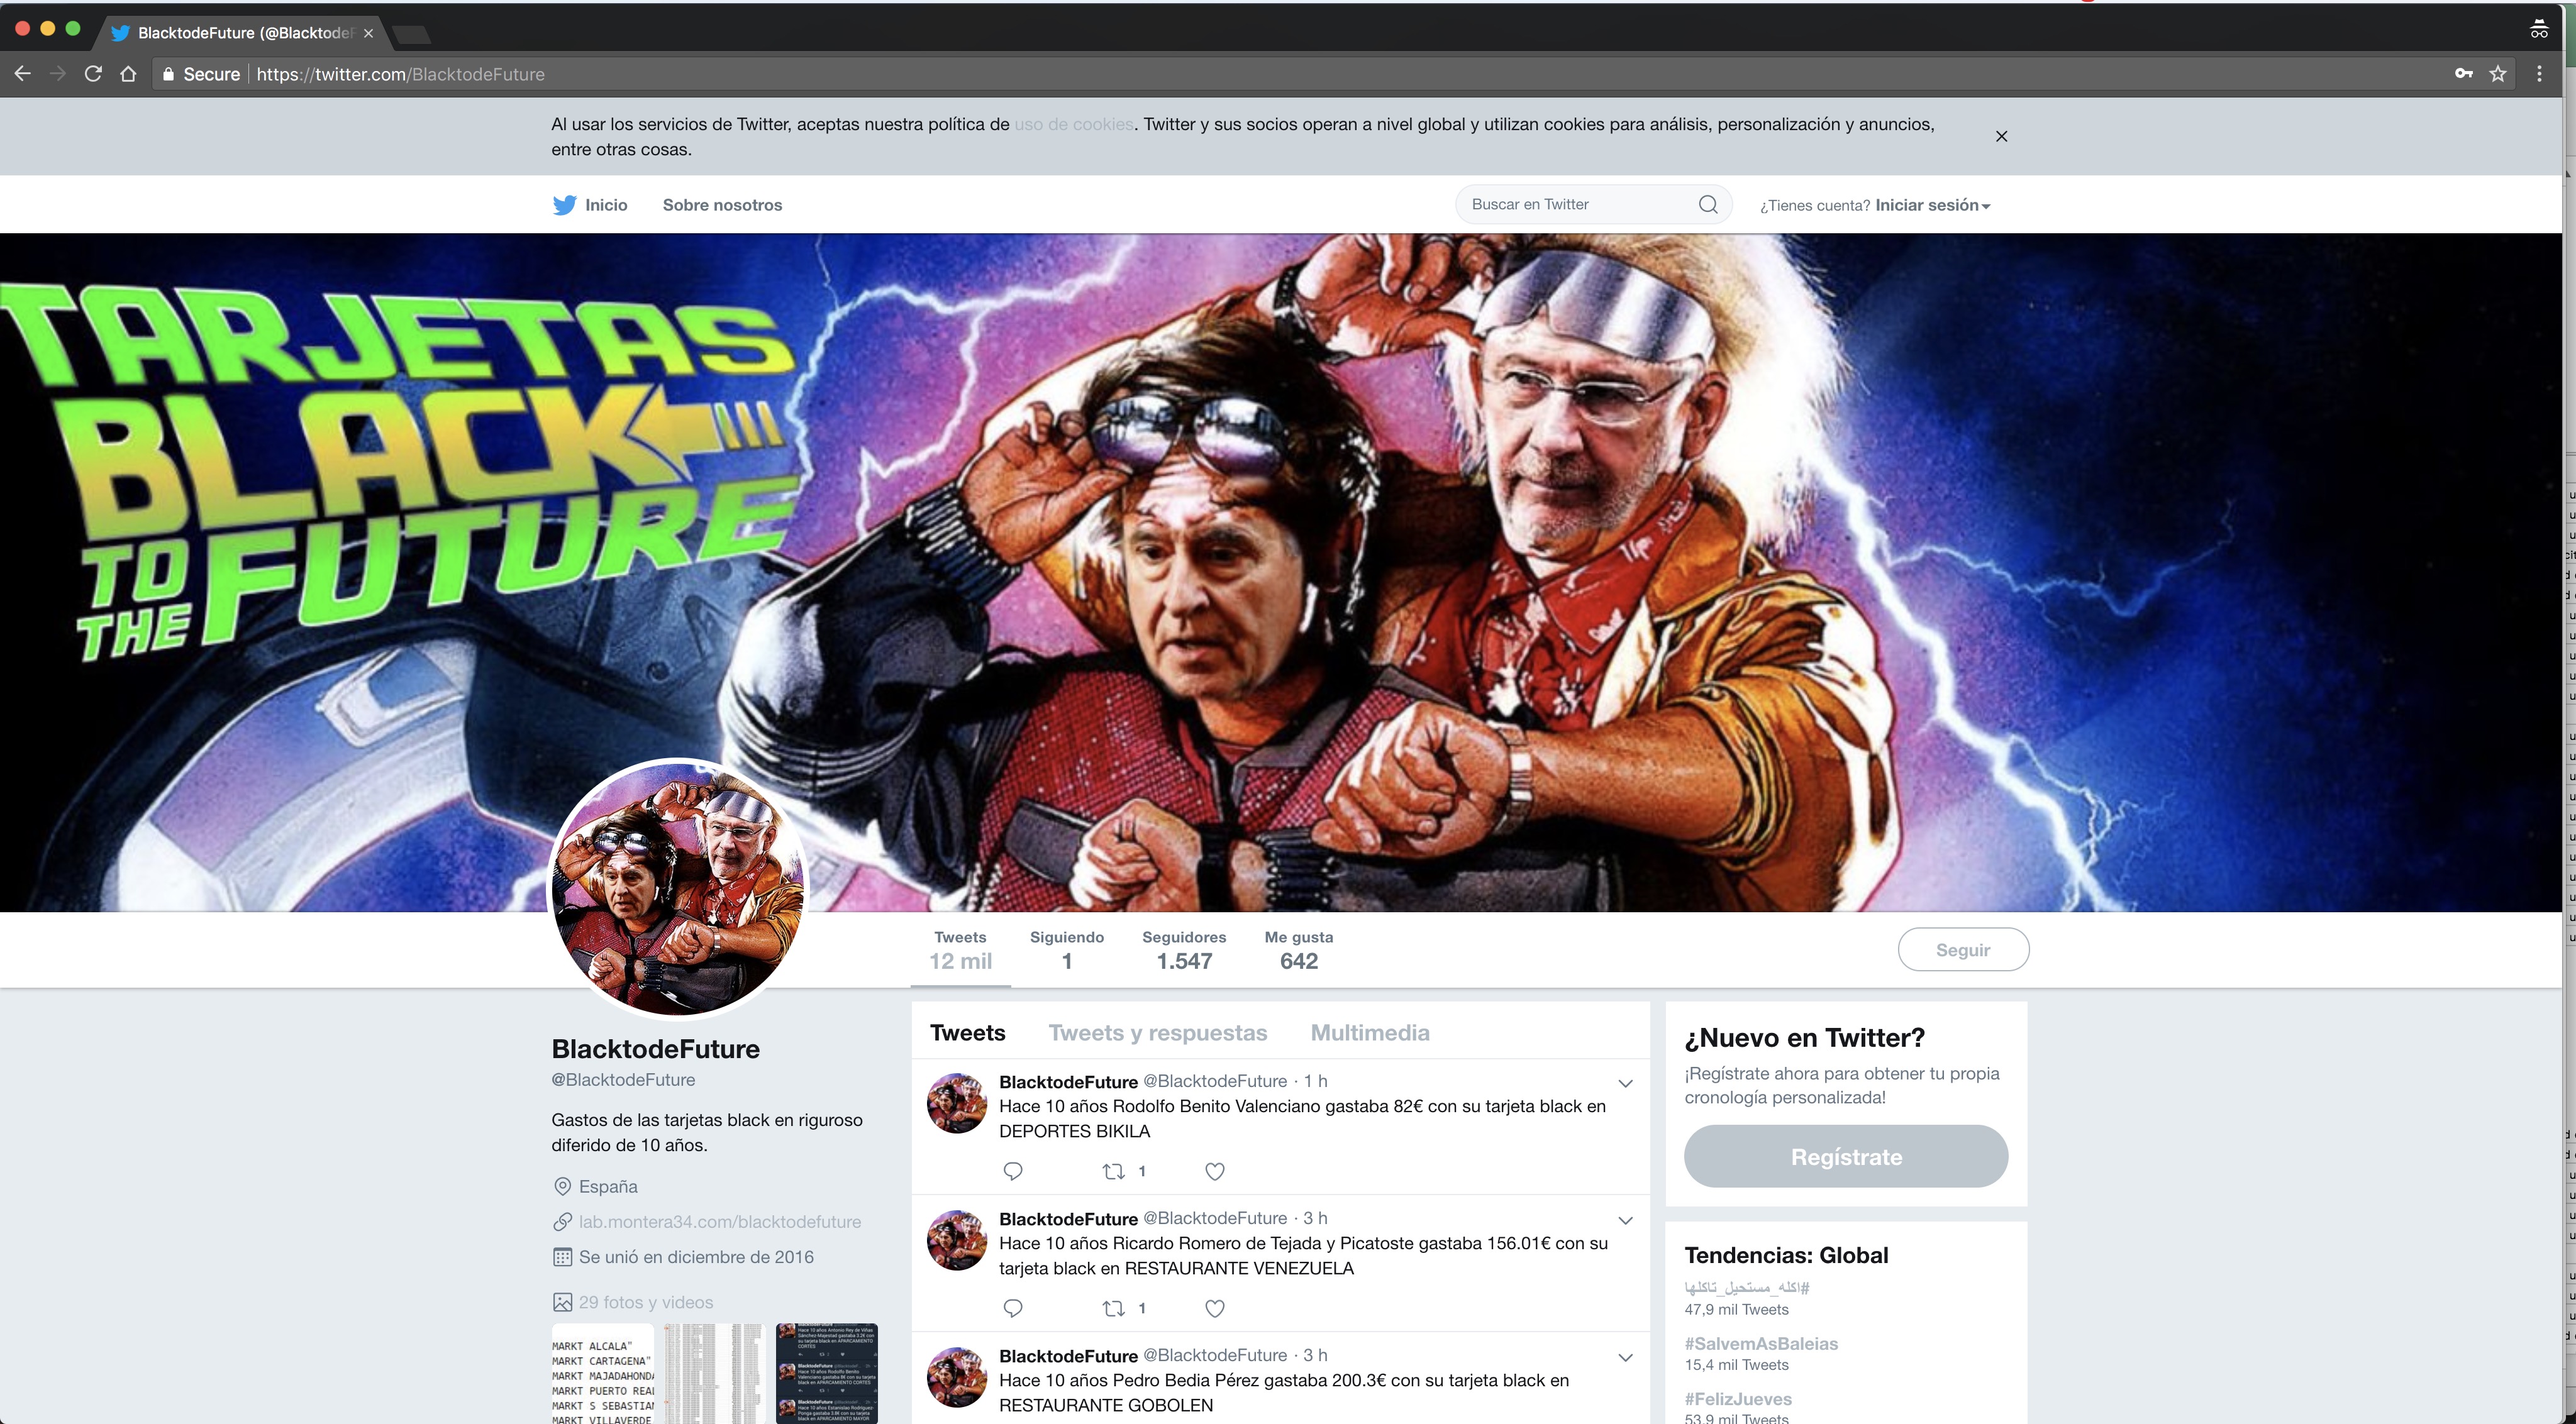 BlacktodeFuture (@BlacktodeF
Secure https://twitter.com/BlacktodeFuture
Al usar los servicios de Twitter, aceptas nuestra política de uso de cookies. Twitter y sus socios operan a nivel global y utilizan cookies para análisis, personalización y anuncios,
entre otras cosas.
Inicio Sobre nosotros Buscar en Twitter ¿Tienes cuenta? Iniciar sesión
TARJETAS
BLACK
TO
THE FUTURE
Tweets
12 mil
Siguiendo
1
Seguidores
1.547
Me gusta
642
Seguir
BlacktodeFuture
@BlacktodeFuture
Gastos de las tarjetas black en riguroso
diferido de 10 años.
España
lab.montera34.com/blacktodefuture
Se unió en diciembre de 2016
29 fotos y videos
MARKT ALCALA"
MARKT CARTAGENA"
MARKT MAJADAHONDA
MARKT PUERTO REAL
MARKT S SEBASTIAN
MARKT VILLAVERDE
Tweets Tweets y respuestas Multimedia
BlacktodeFuture @BlacktodeFuture · 1 h
Hace 10 años Rodolfo Benito Valenciano gastaba 82€ con su tarjeta black en
DEPORTES BIKILA
1
BlacktodeFuture @BlacktodeFuture · 3 h
Hace 10 años Ricardo Romero de Tejada y Picatoste gastaba 156.01€ con su
tarjeta black en RESTAURANTE VENEZUELA
1
BlacktodeFuture @BlacktodeFuture · 3 h
Hace 10 años Pedro Bedia Pérez gastaba 200.3€ con su tarjeta black en
RESTAURANTE GOBOLEN
¿Nuevo en Twitter?
¡Regístrate ahora para obtener tu propia
cronología personalizada!
Regístrate
Tendencias: Global
#اكله_مستحيل_تاكلها
47,9 mil Tweets
#SalvemAsBaleias
15,4 mil Tweets
#FelizJueves
53,9 mil Tweets